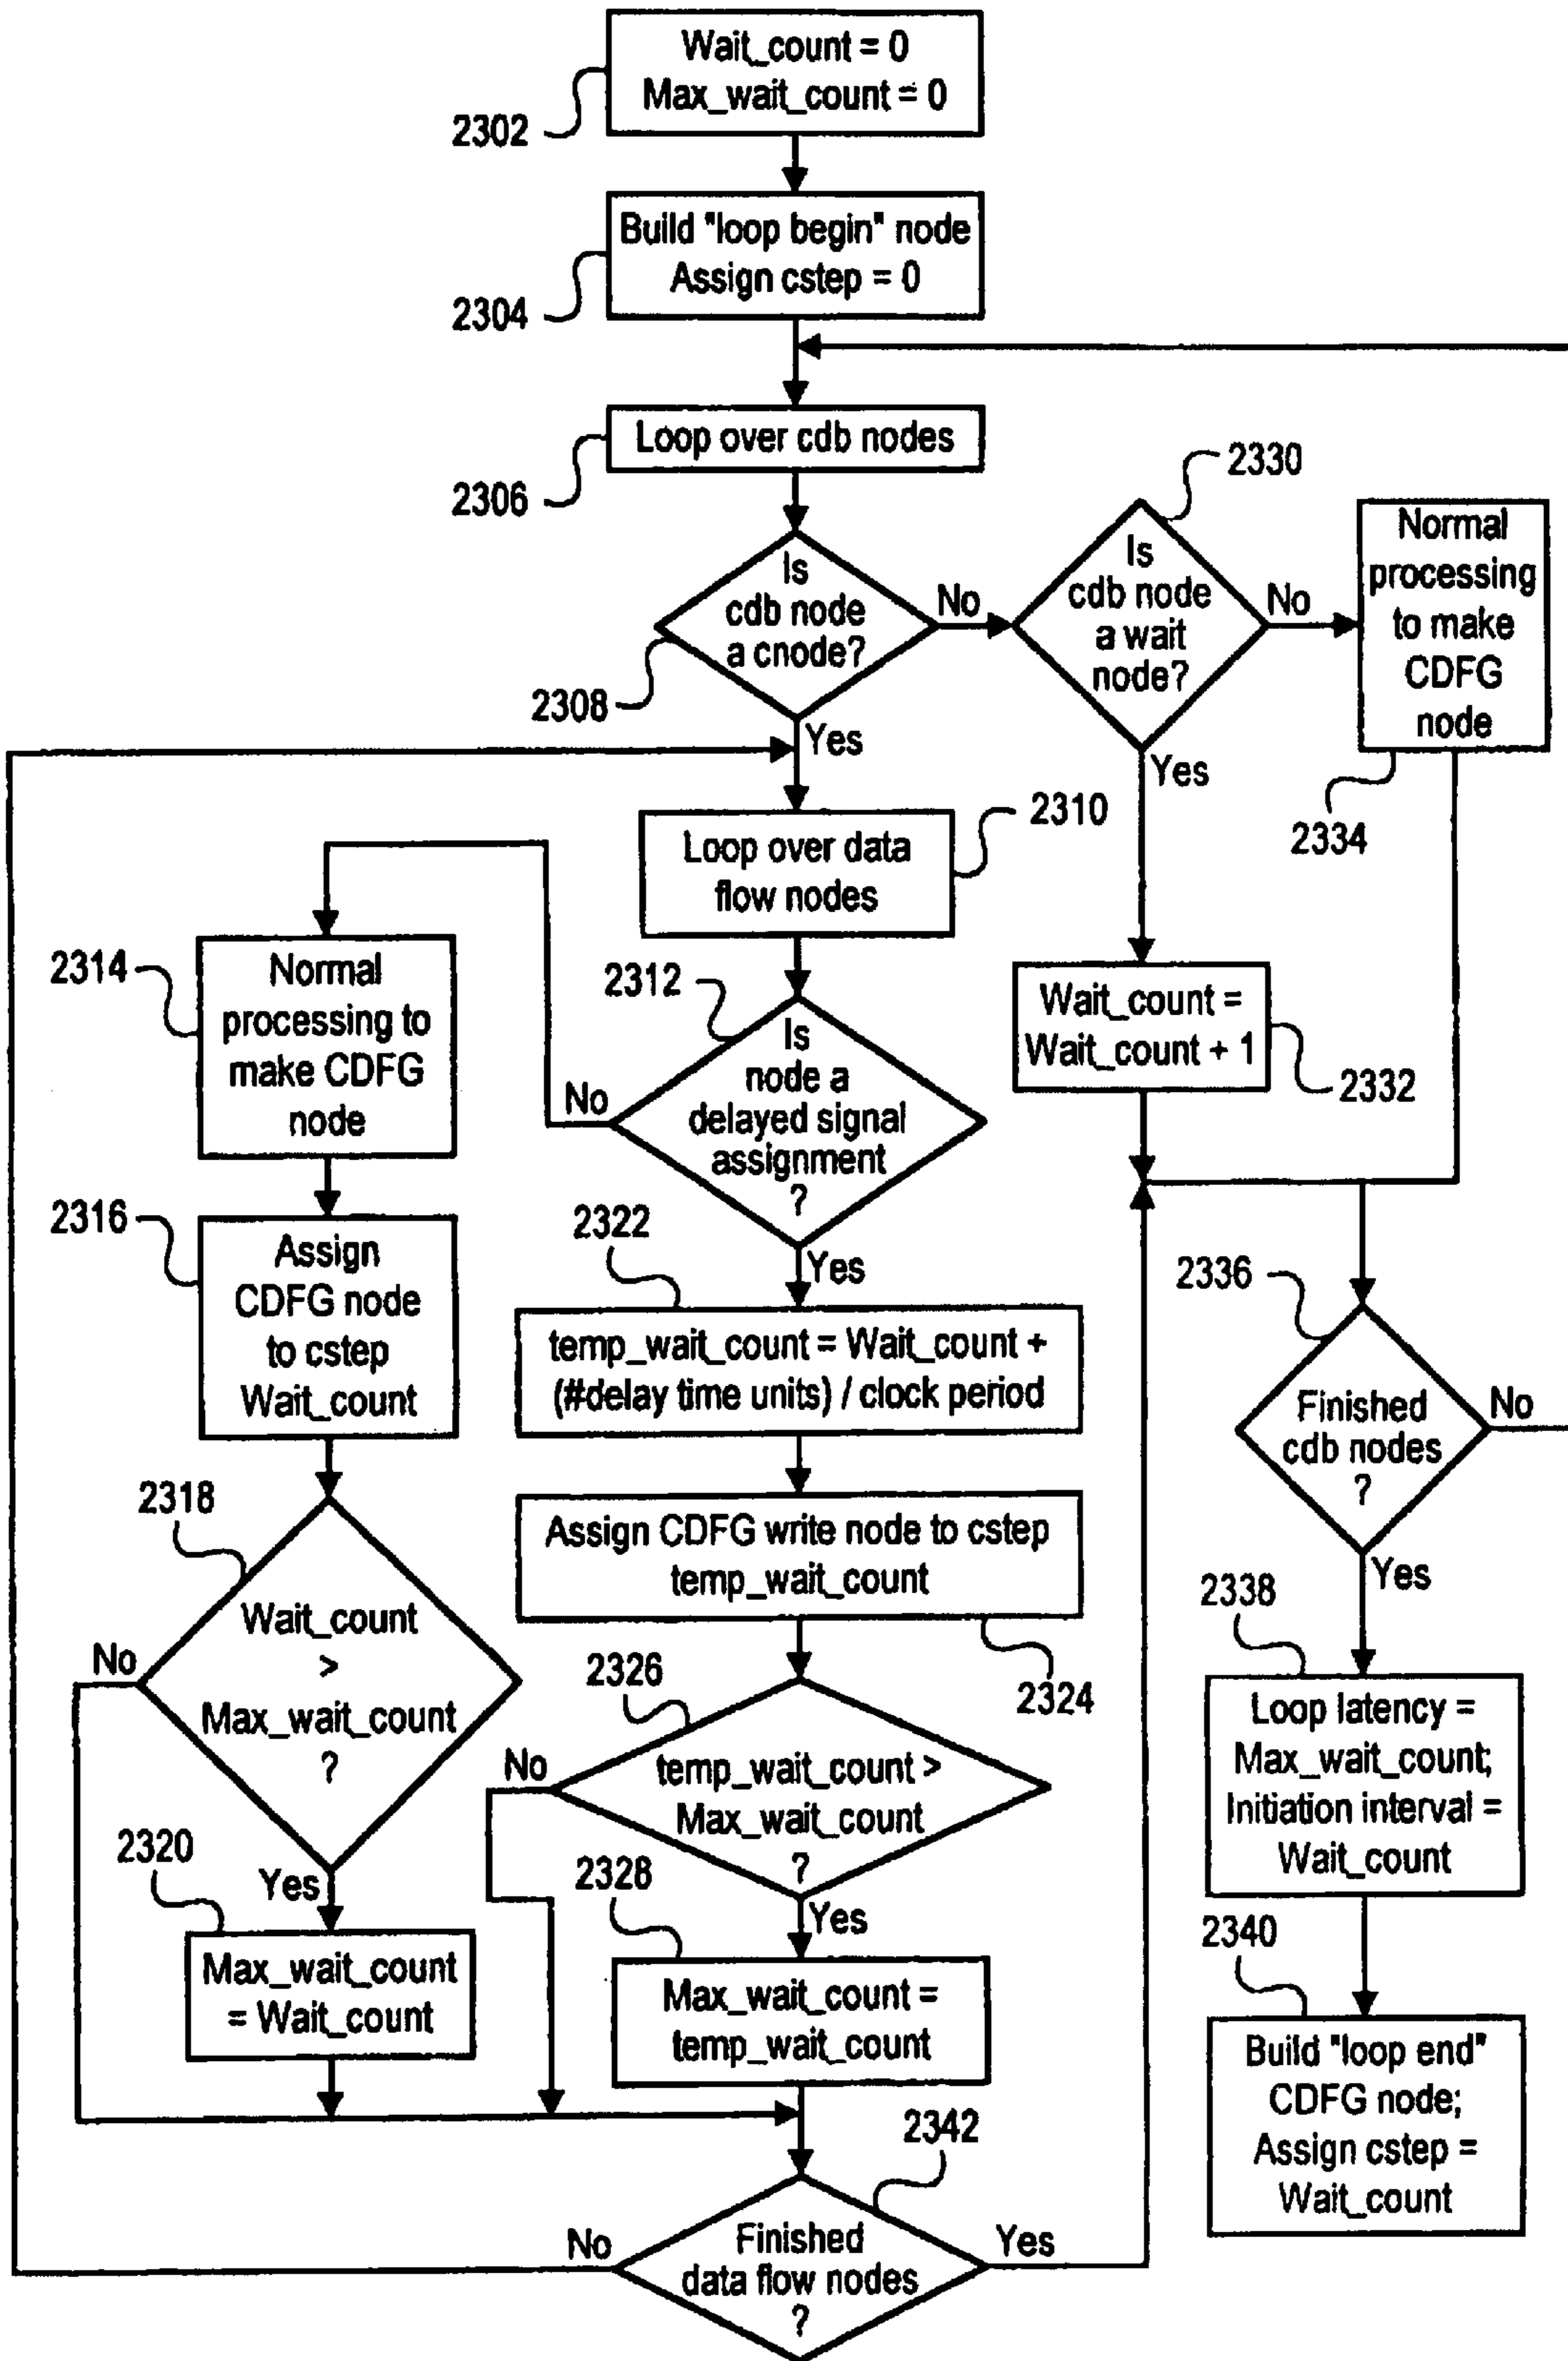 Wait_count = 0
Max_wait_count = 0
2302
Build "loop begin" node
Assign cstep = 0
2304
Loop over cdb nodes
2306
Is
cdb node
a cnode?
2308
No
Yes
2330
Is
cdb node
a wait
node?
No
Yes
Normal
processing
to make
CDFG
node
2334
Loop over data
flow nodes
2310
2314
Normal
processing to
make CDFG
node
2312
Is
node a
delayed signal
assignment
?
No
Yes
Wait_count =
Wait_count + 1
2332
2316
Assign
CDFG node
to cstep
Wait_count
2322
temp_wait_count = Wait_count +
(#delay time units) / clock period
2336
Finished
cdb nodes
?
No
Yes
Assign CDFG write node to cstep
temp_wait_count
2324
2318
Wait_count
>
Max_wait_count
?
No
Yes
2326
temp_wait_count >
Max_wait_count
?
No
Yes
2338
Loop latency =
Max_wait_count;
Initiation interval =
Wait_count
2320
Max_wait_count
= Wait_count
2328
Max_wait_count =
temp_wait_count
2340
Build "loop end"
CDFG node;
Assign cstep =
Wait_count
2342
Finished
data flow nodes
?
No
Yes